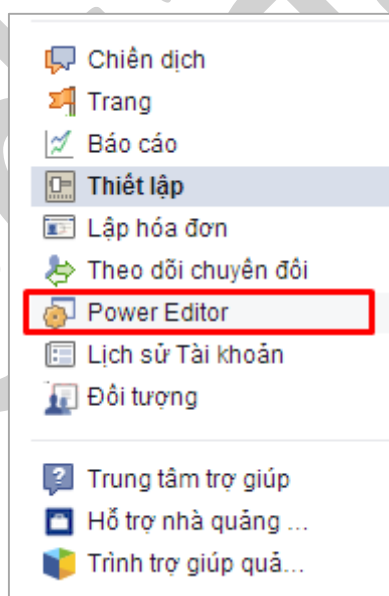 Chiến dịch
Trang
Báo cáo
Thiết lập
Lập hóa đơn
Theo dõi chuyển đổi
Power Editor
Lịch sử Tài khoản
Đối tượng
Trung tâm trợ giúp
Hỗ trợ nhà quảng ...
Trình trợ giúp quả...